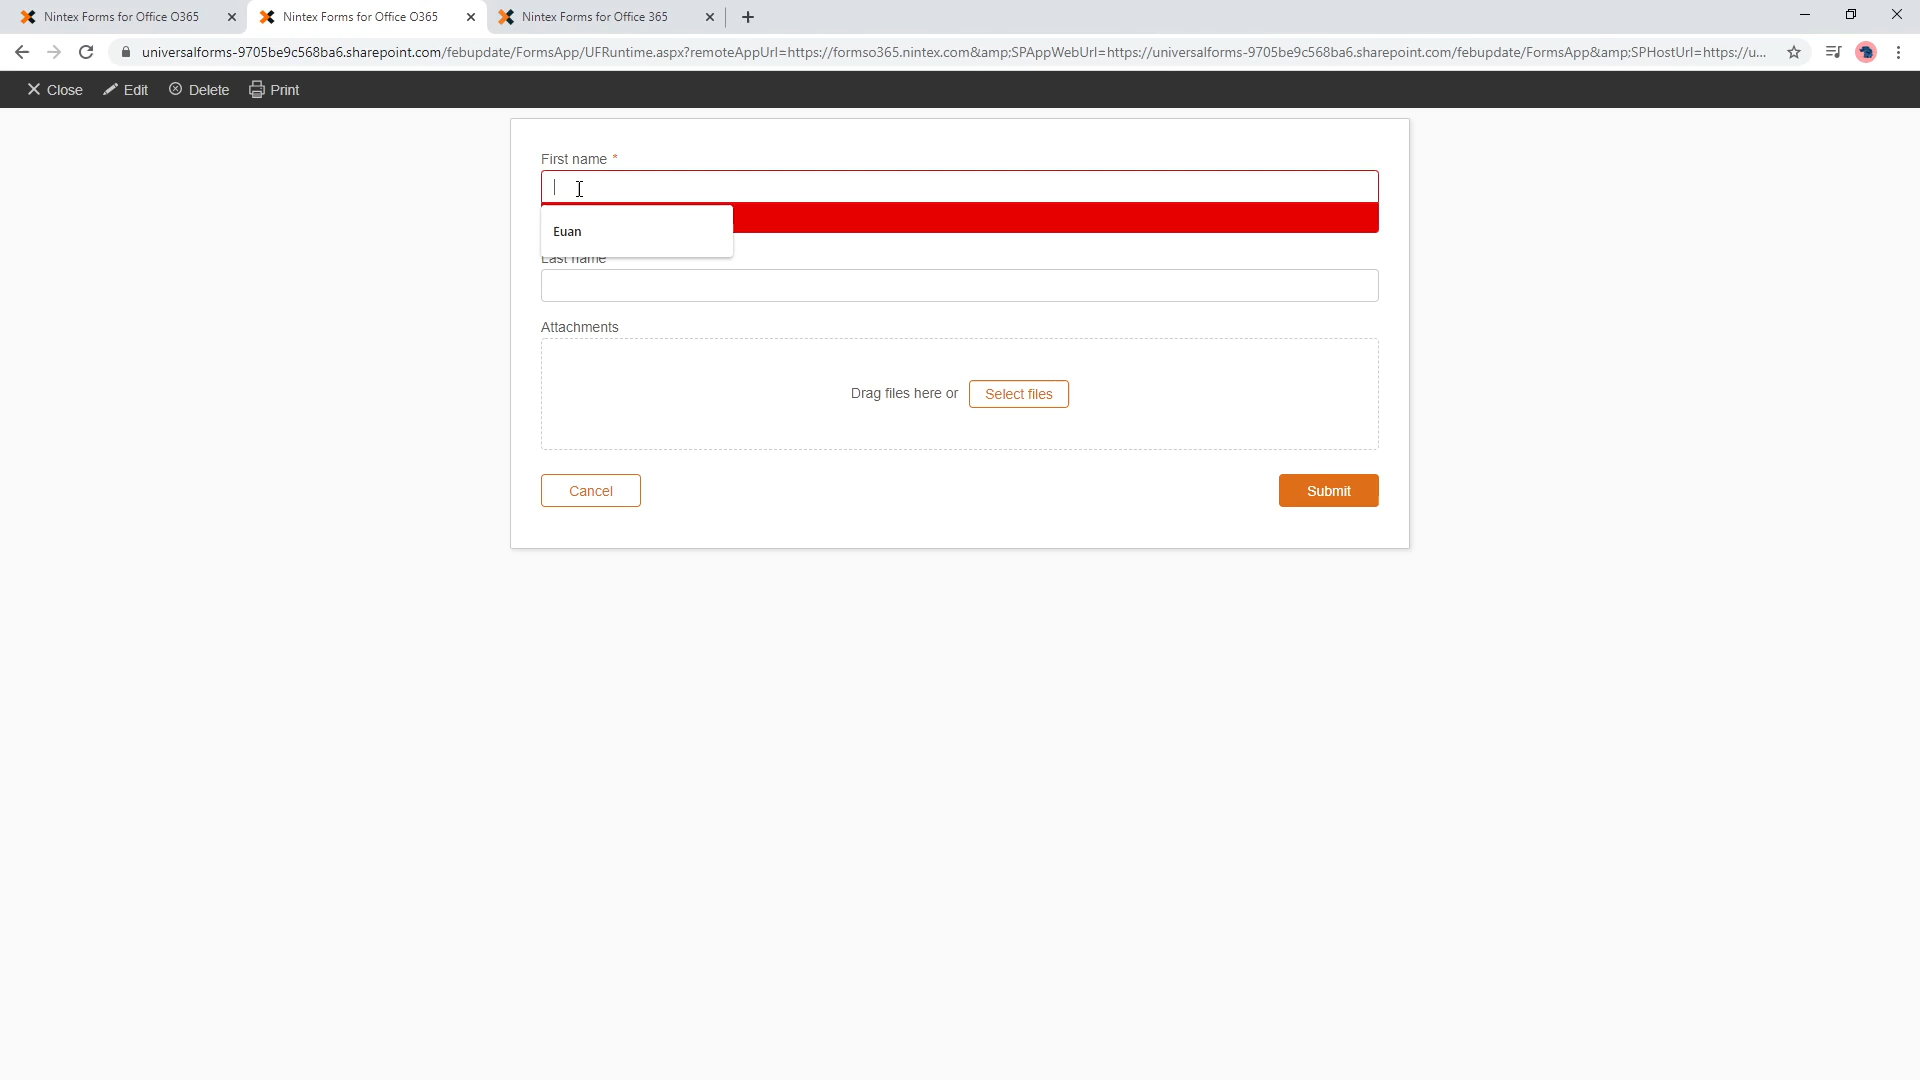 Nintex Forms for Office O365
Nintex Forms for Office O365
Nintex Forms for Office 365
universalforms-9705be9c568ba6.sharepoint.com/febupdate/FormsApp/UFRuntime.aspx?remoteAppUrl=https://formso365.nintex.com&amp;SPAppWebUrl=https://universalforms-9705be9c568ba6.sharepoint.com/febupdate/FormsApp&amp;SPHostUrl=https://u...
Close Edit Delete Print
First name *
Euan
Last name
Attachments
Drag files here or Select files
Cancel Submit